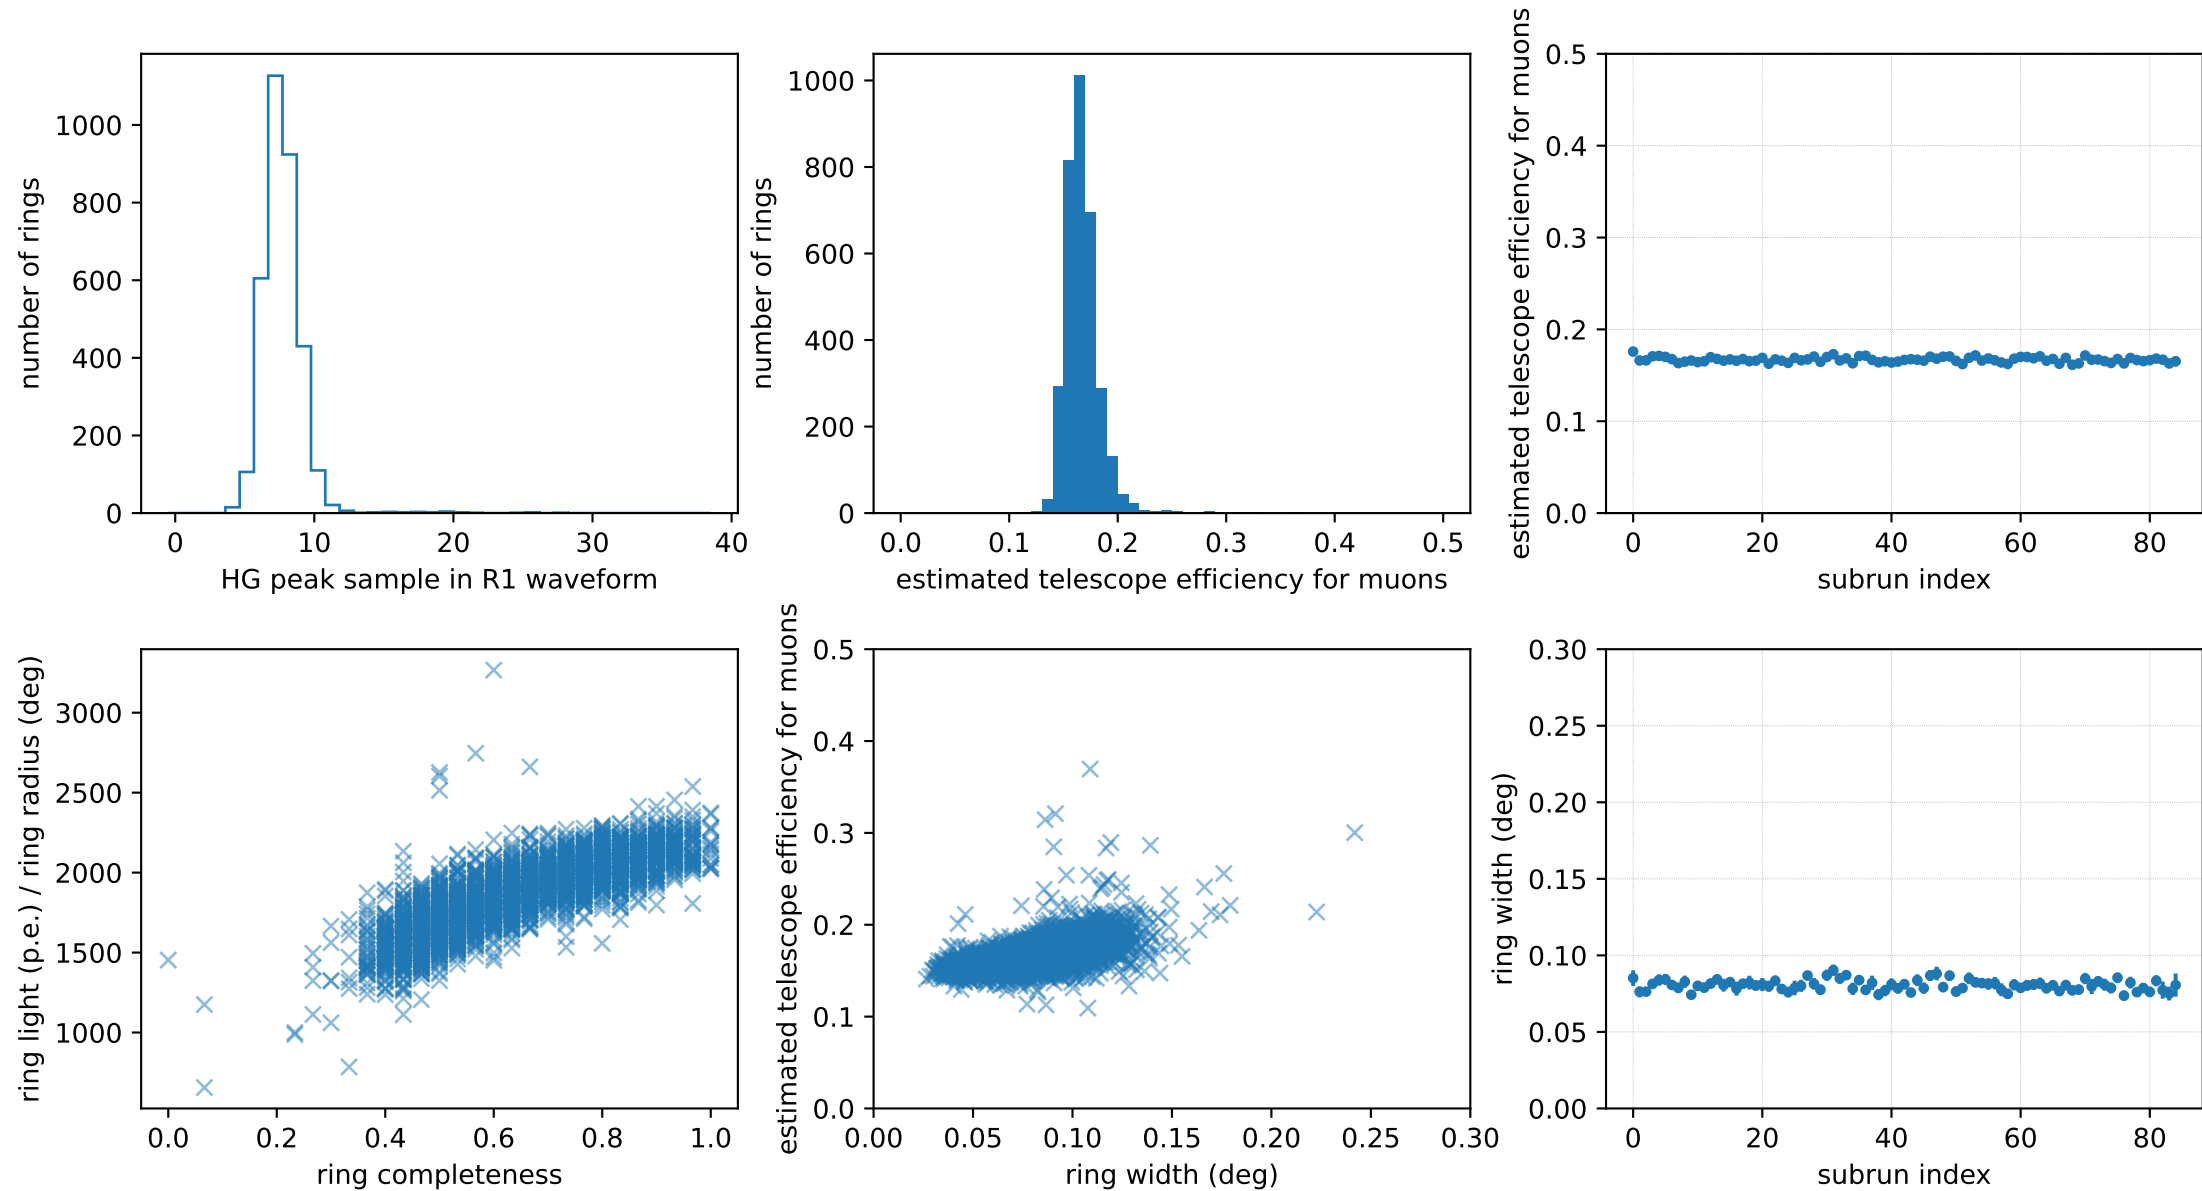 number of rings
1000
800
600
400
200
0
0 10 20 30 40
HG peak sample in R1 waveform
number of rings
1000
800
600
400
200
0
0.0 0.1 0.2 0.3 0.4 0.5
estimated telescope efficiency for muons
estimated telescope efficiency for muons
0.5
0.4
0.3
0.2
0.1
0.0
0 20 40 60 80
subrun index
ring light (p.e.) / ring radius (deg)
3000
2500
2000
1500
1000
0.0 0.2 0.4 0.6 0.8 1.0
ring completeness
estimated telescope efficiency for muons
0.5
0.4
0.3
0.2
0.1
0.0
0.00 0.05 0.10 0.15 0.20 0.25 0.30
ring width (deg)
ring width (deg)
0.30
0.25
0.20
0.15
0.10
0.05
0.00
0 20 40 60 80
subrun index